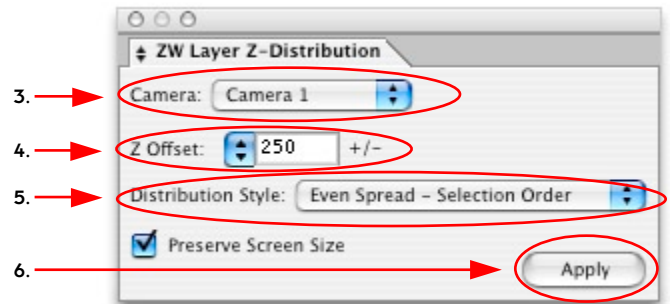 ZW Layer Z-Distribution
3. Camera: Camera 1
4. Z Offset: 250 +/-
5. Distribution Style: Even Spread - Selection Order
Preserve Screen Size
6. Apply